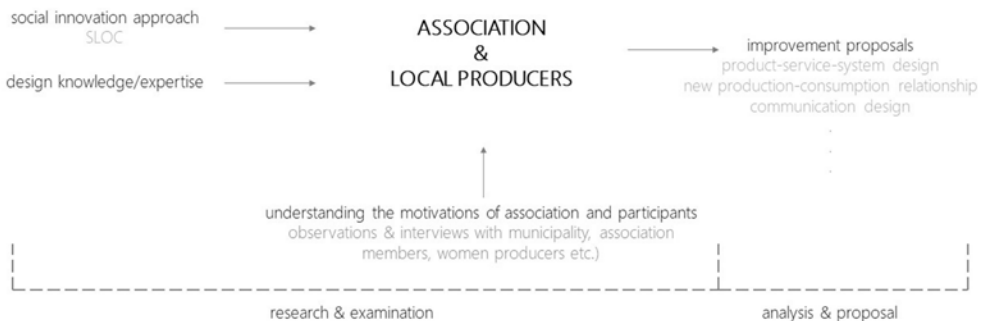 social innovation approach
SLOC
design knowledge/expertise
ASSOCIATION
&
LOCAL PRODUCERS
improvement proposals
product-service-system design
new production-consumption relationship
communication design
.
.
.
understanding the motivations of association and participants
observations & interviews with municipality, association
members, women producers etc.)
research & examination
analysis & proposal